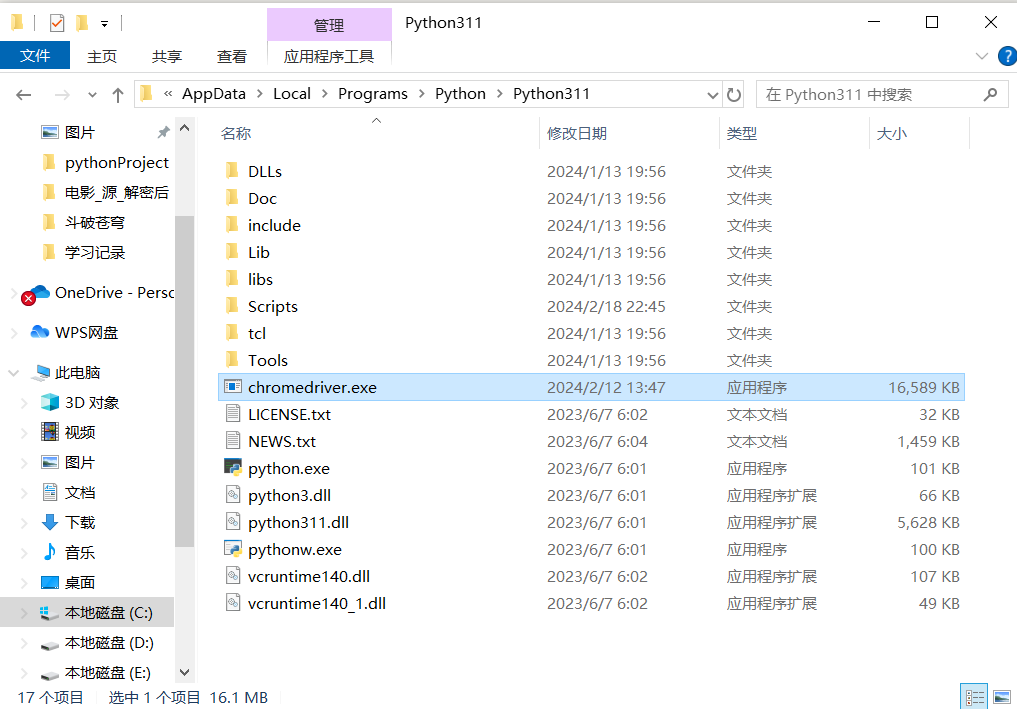 管理 Python311
文件 主页 共享 查看 应用程序工具 ?
« AppData > Local > Programs > Python > Python311 在 Python311 中搜索
图片
pythonProject
电影_源_解密后
斗破苍穹
学习记录
OneDrive - Persc
WPS网盘
此电脑
3D 对象
视频
图片
文档
下载
音乐
桌面
本地磁盘 (C:)
本地磁盘 (D:)
本地磁盘 (E:)
名称 修改日期 类型 大小
DLLs 2024/1/13 19:56 文件夹
Doc 2024/1/13 19:56 文件夹
include 2024/1/13 19:56 文件夹
Lib 2024/1/13 19:56 文件夹
libs 2024/1/13 19:56 文件夹
Scripts 2024/2/18 22:45 文件夹
tcl 2024/1/13 19:56 文件夹
Tools 2024/1/13 19:56 文件夹
chromedriver.exe 2024/2/12 13:47 应用程序 16,589 KB
LICENSE.txt 2023/6/7 6:02 文本文档 32 KB
NEWS.txt 2023/6/7 6:04 文本文档 1,459 KB
python.exe 2023/6/7 6:01 应用程序 101 KB
python3.dll 2023/6/7 6:01 应用程序扩展 66 KB
python311.dll 2023/6/7 6:01 应用程序扩展 5,628 KB
pythonw.exe 2023/6/7 6:01 应用程序 100 KB
vcruntime140.dll 2023/6/7 6:02 应用程序扩展 107 KB
vcruntime140_1.dll 2023/6/7 6:02 应用程序扩展 49 KB
17 个项目 选中 1 个项目 16.1 MB